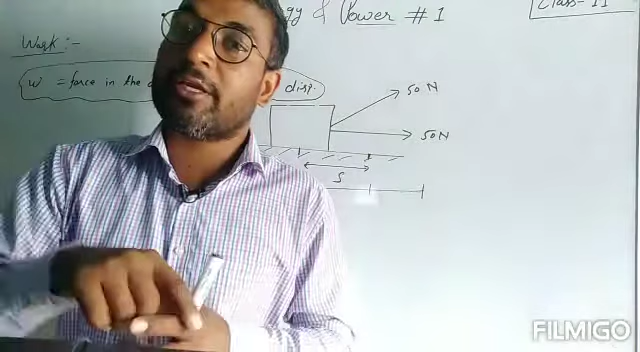 gy & Power # 1
Class- 11
Work :-
W = force in the d
disp.
50 N
50N
S
FILMIGO